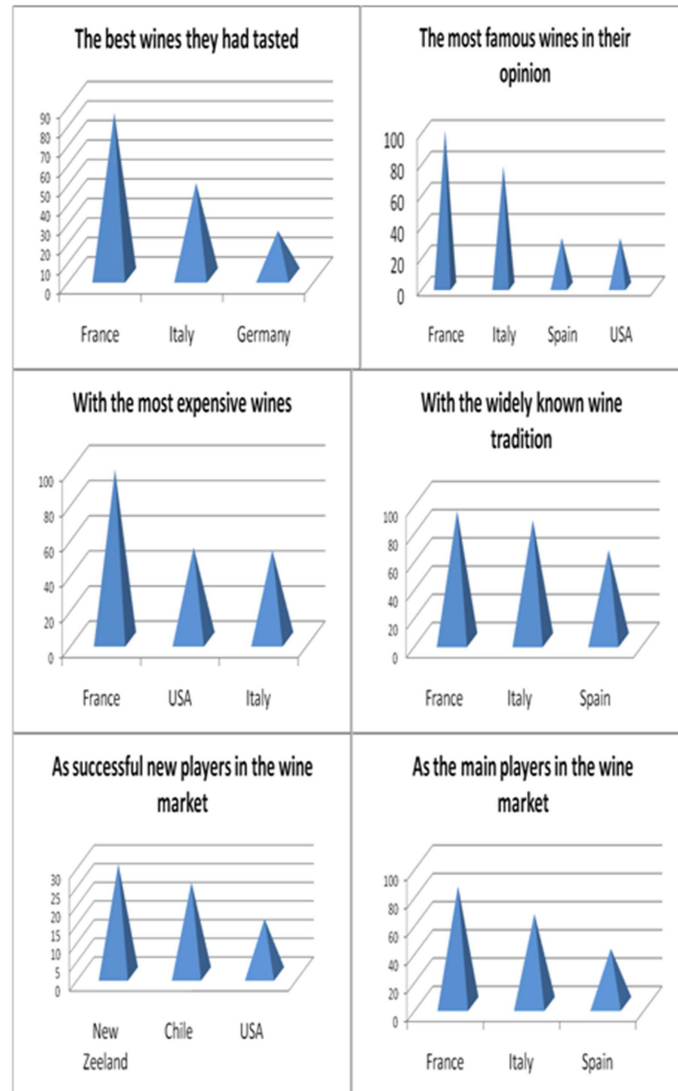 The best wines they had tasted
90
80
70
60
50
40
30
20
10
0
France Italy Germany
The most famous wines in their
opinion
100
80
60
40
20
0
France Italy Spain USA
With the most expensive wines
100
80
60
40
20
0
France USA Italy
With the widely known wine
tradition
100
80
60
40
20
0
France Italy Spain
As successful new players in the wine
market
30
25
20
15
10
5
0
New Chile USA
Zeeland
As the main players in the wine
market
100
80
60
40
20
0
France Italy Spain